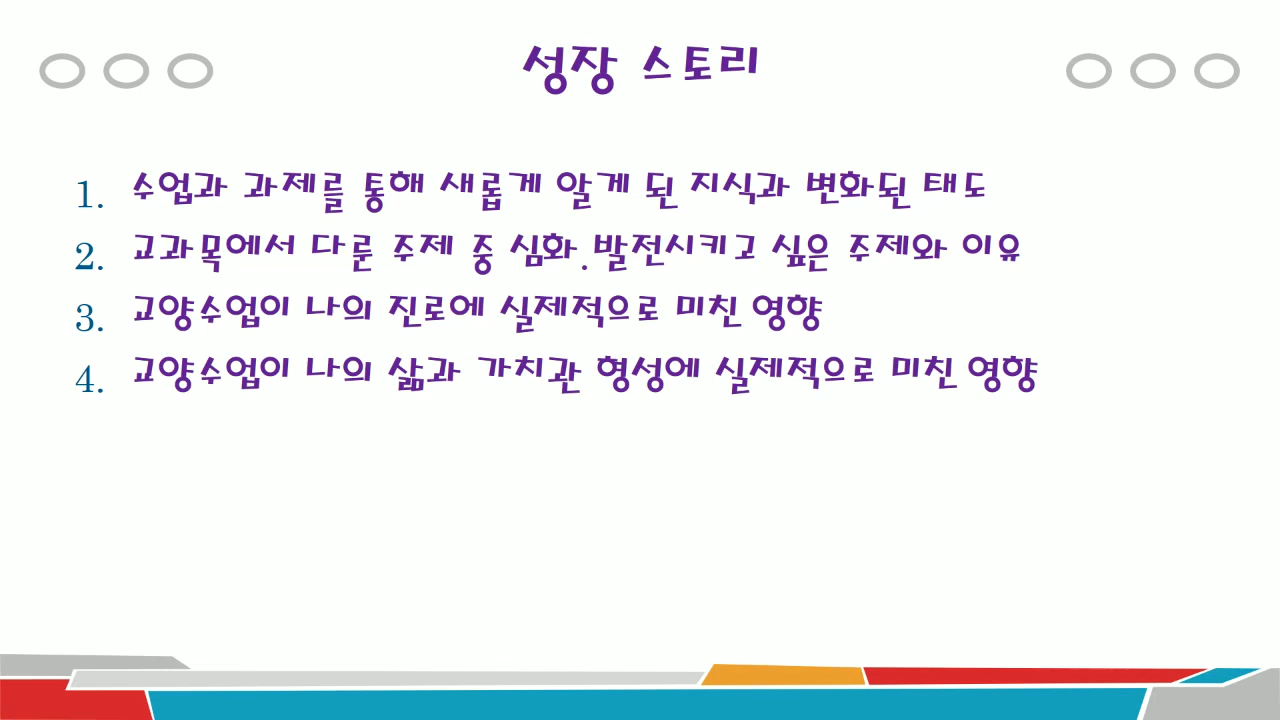 성장 스토리
1. 수업과 과제를 통해 새롭게 알게 된 지식과 변화된 태도
2. 교과목에서 다룬 주제 중 심화.발전시키고 싶은 주제와 이유
3. 교양수업이 나의 진로에 실제적으로 미친 영향
4. 교양수업이 나의 삶과 가치관 형성에 실제적으로 미친 영향